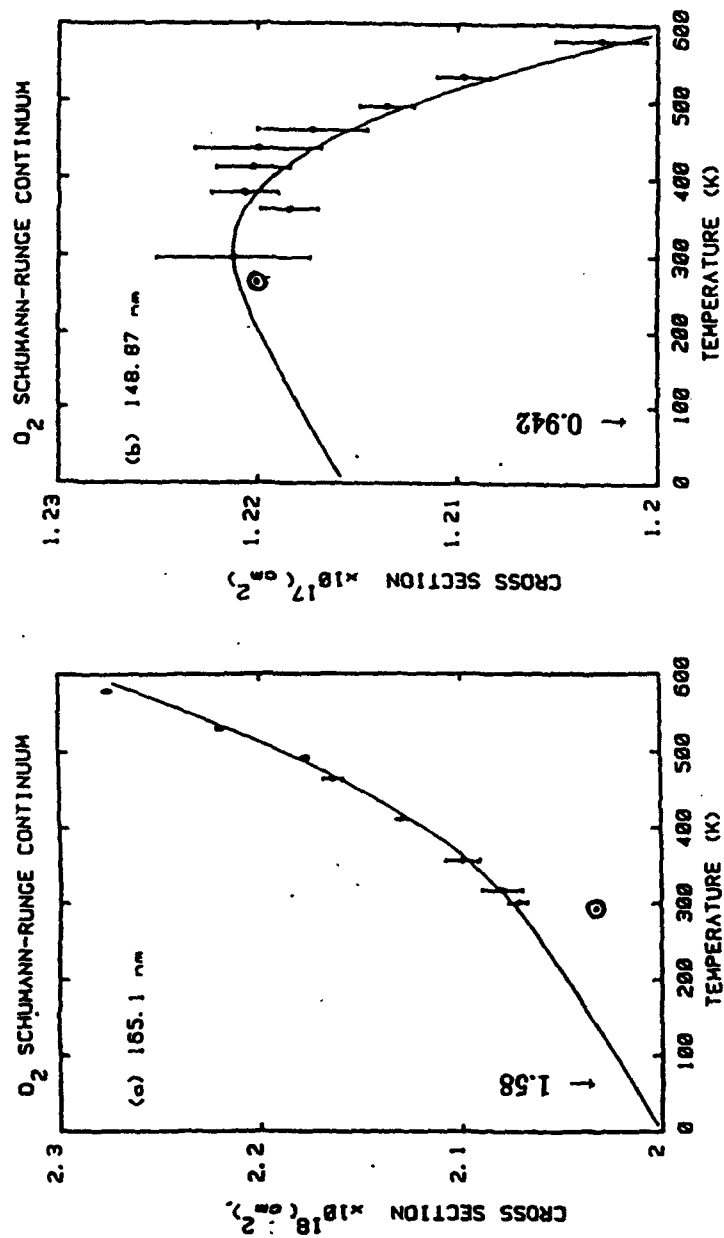 O2 SCHUMANN-RUNGE CONTINUUM
(a) 165.1 nm
2.3
2.2
2.1
2
CROSS SECTION x10^18 (cm^2)
0 100 200 300 400 500 600
TEMPERATURE (K)
1.58
↑
O2 SCHUMANN-RUNGE CONTINUUM
(b) 148.87 nm
1.23
1.22
1.21
1.2
CROSS SECTION x10^17 (cm^2)
0 100 200 300 400 500 600
TEMPERATURE (K)
0.942
↑